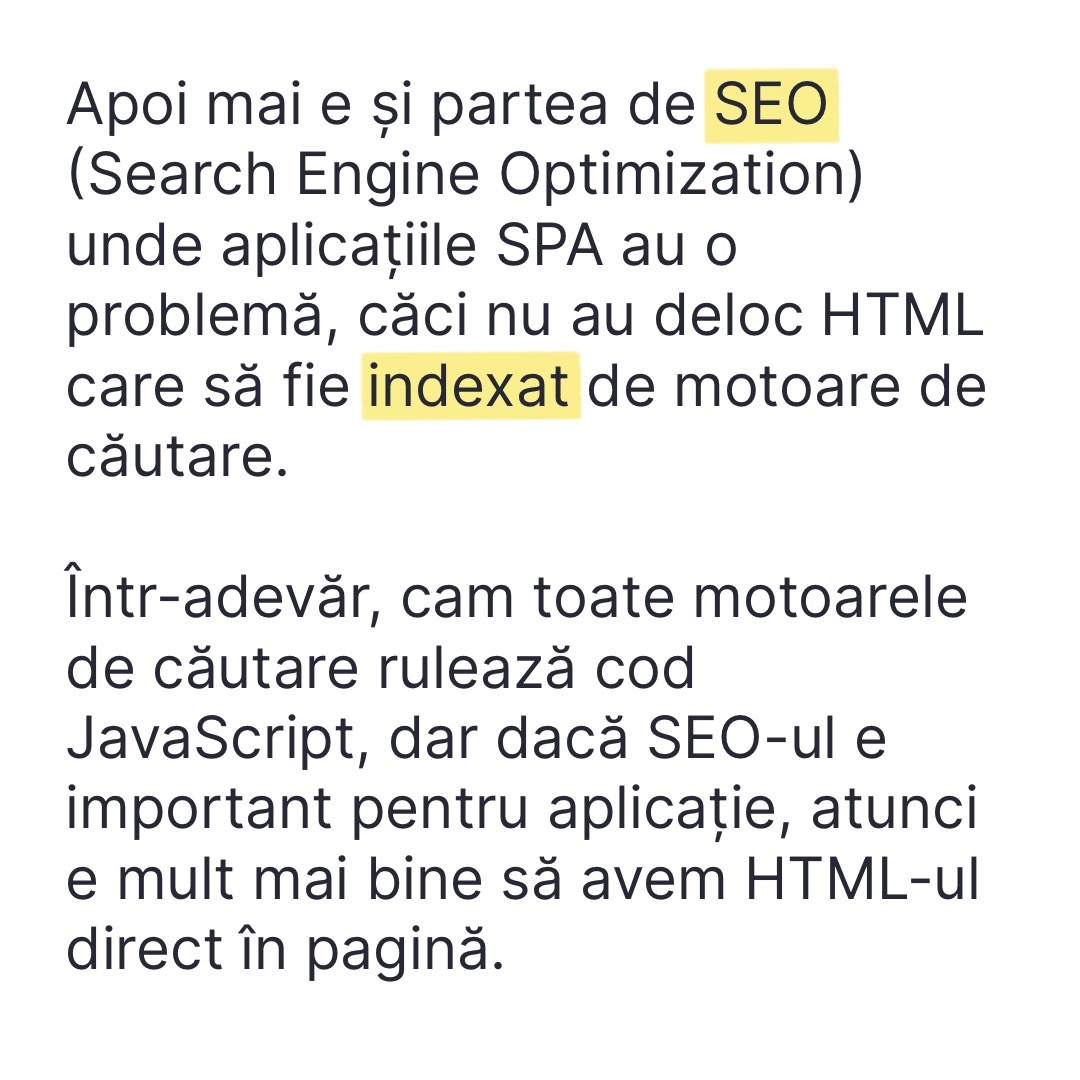 Apoi mai e și partea de SEO
(Search Engine Optimization)
unde aplicațiile SPA au o
problemă, căci nu au deloc HTML
care să fie indexat de motoare de
căutare.
Într-adevăr, cam toate motoarele
de căutare rulează cod
JavaScript, dar dacă SEO-ul e
important pentru aplicație, atunci
e mult mai bine să avem HTML-ul
direct în pagină.